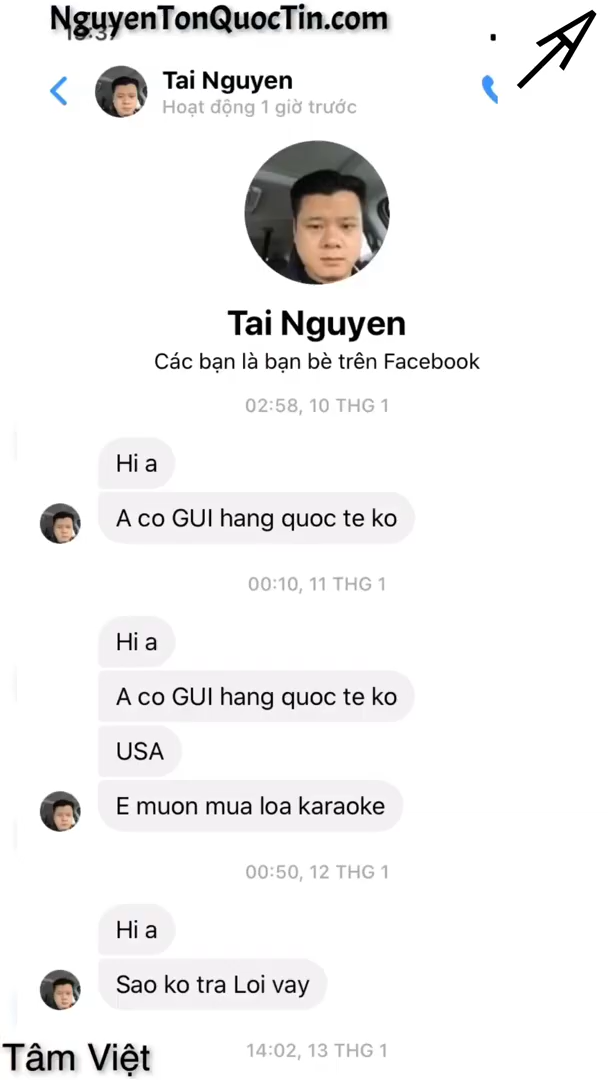 NguyenTonQuocTin.com
Tai Nguyen
Hoạt động 1 giờ trước
Tai Nguyen
Các bạn là bạn bè trên Facebook
02:58, 10 THG 1
Hi a
A co GUI hang quoc te ko
00:10, 11 THG 1
Hi a
A co GUI hang quoc te ko
USA
E muon mua loa karaoke
00:50, 12 THG 1
Hi a
Sao ko tra Loi vay
14:02, 13 THG 1
Tâm Việt